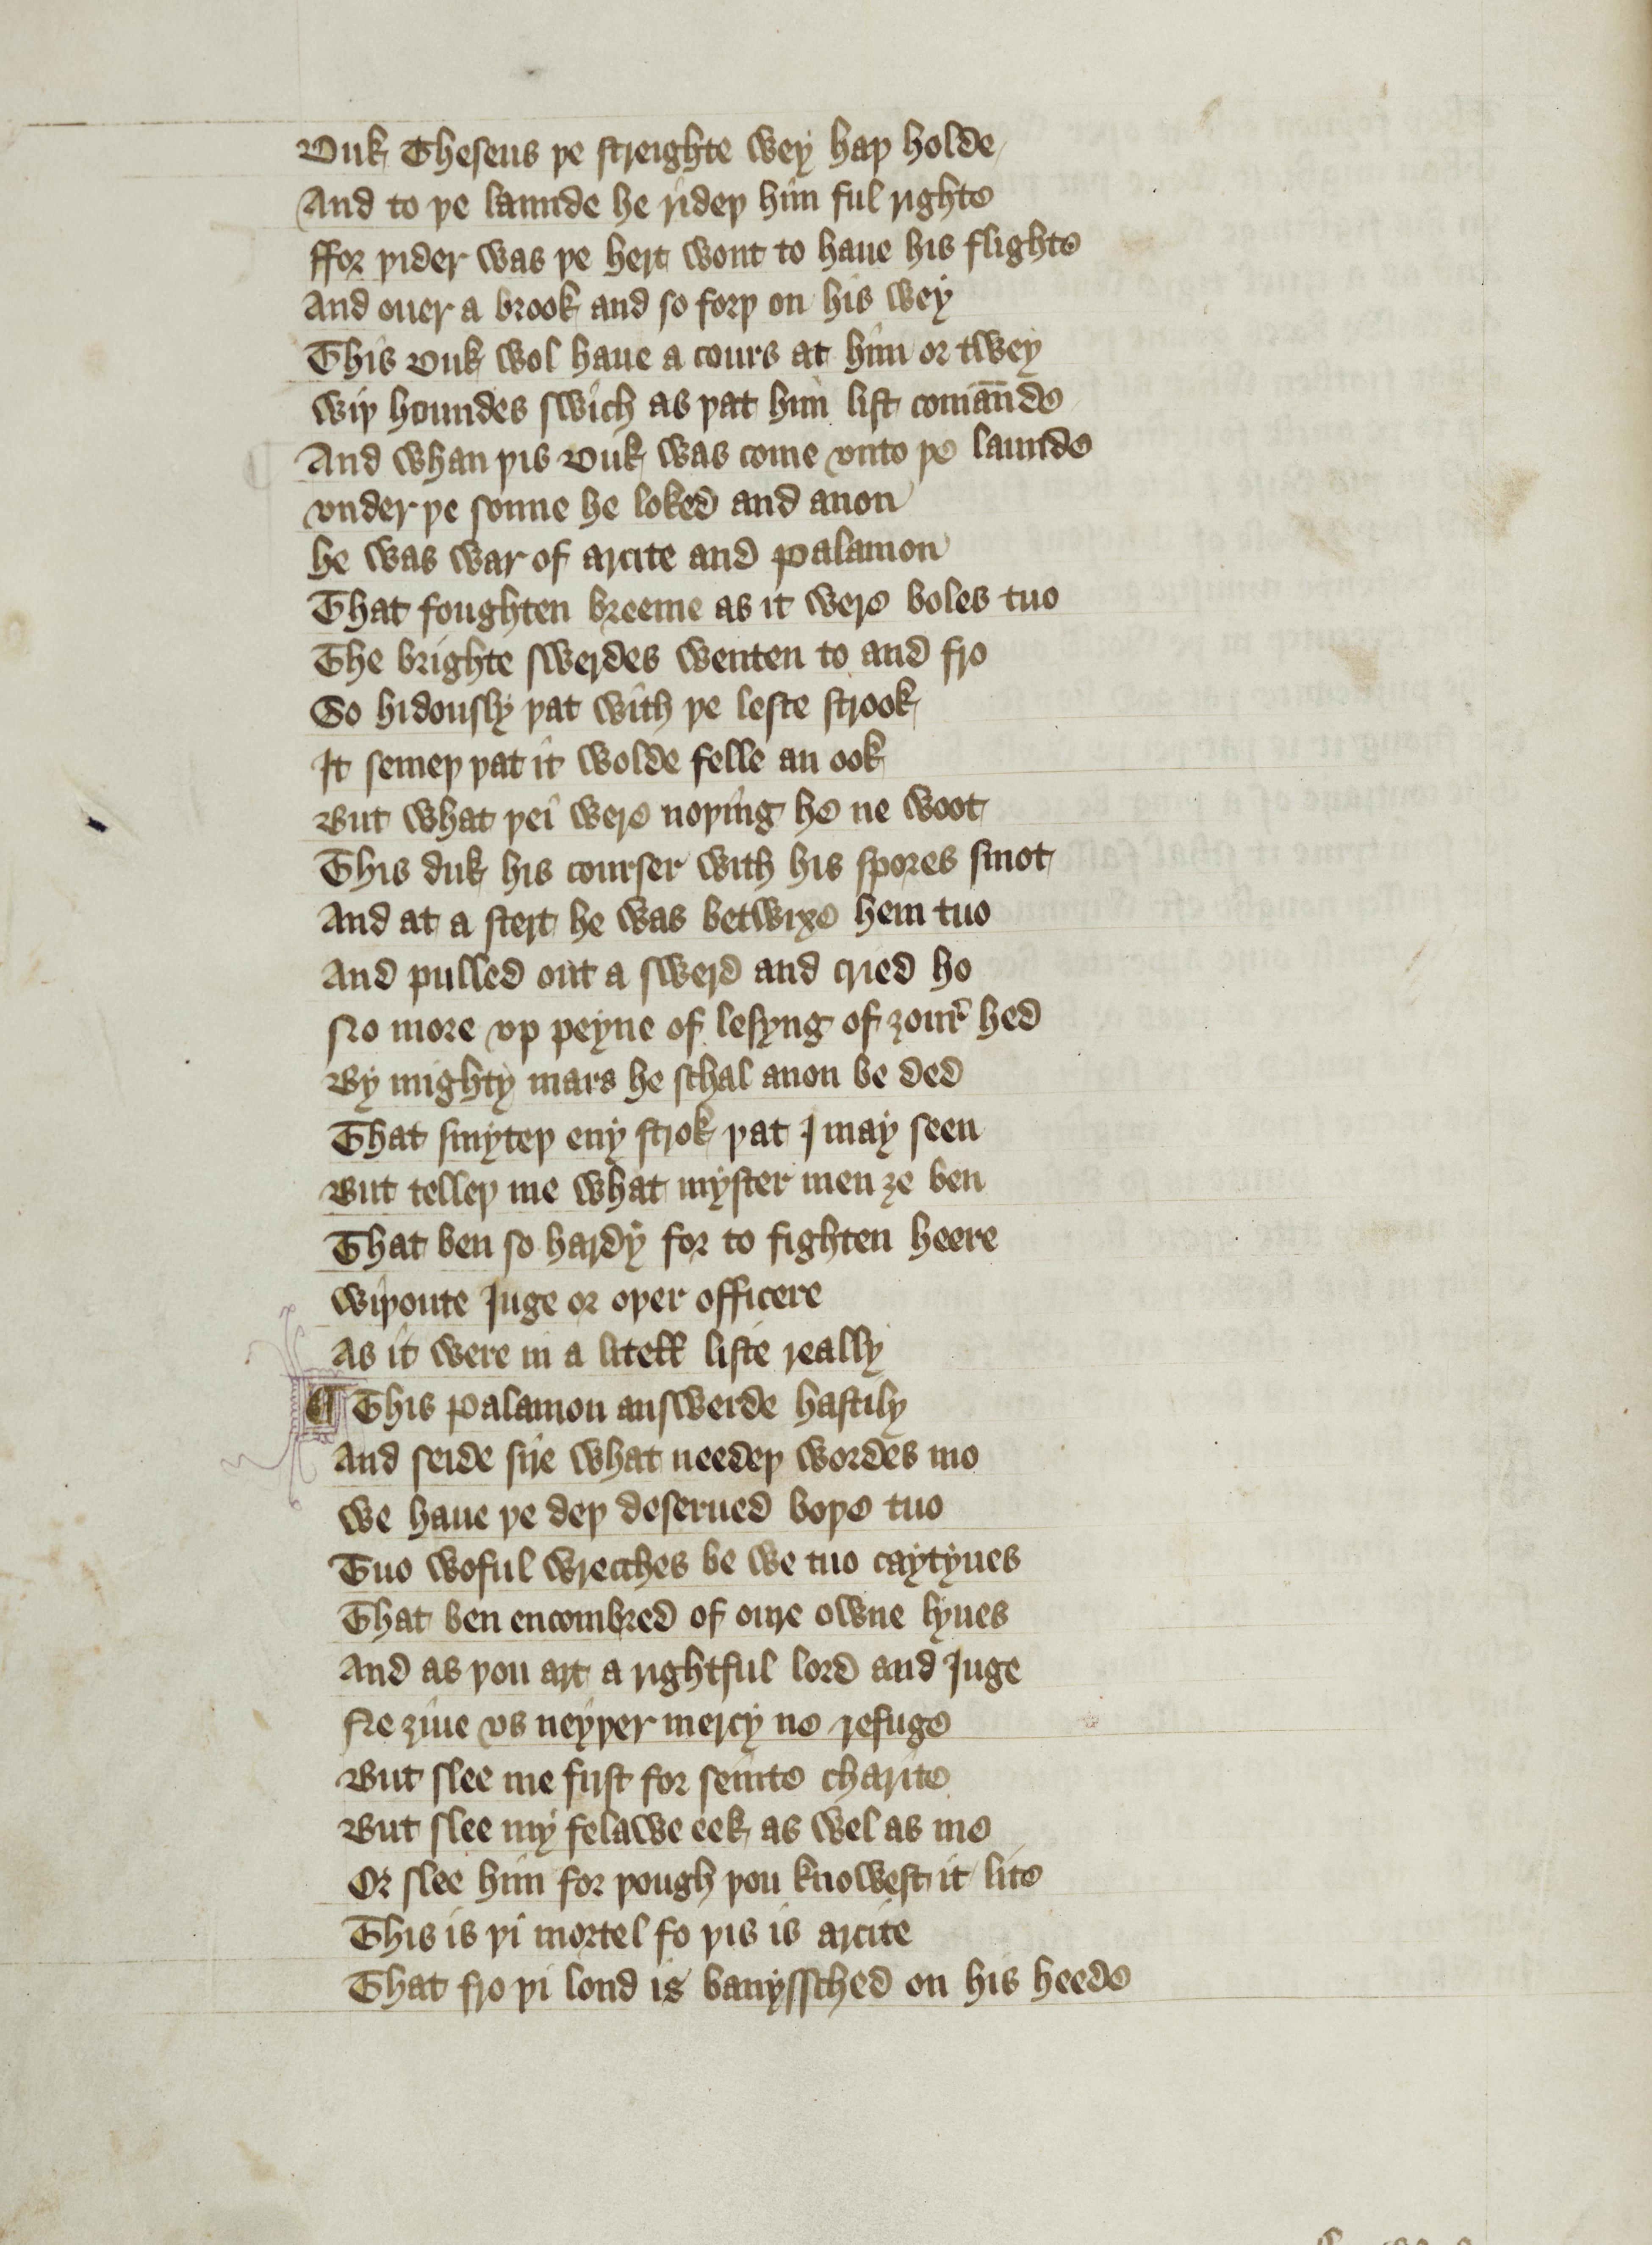 Duk Theseus þe streighte wey haþ holde
And to þe launde he rideþ him ful righte
ffor þider was þe hert wont to haue his flighte
And ouer a brook and so forþ on his wey
This Duk wol haue a cours at him or twey
Wiþ houndes swich as þat him list comañde
And whan þis Duk was come vnto þe launde
vnder þe sonne he loked and anon
he was war of arcite and palamon
That foughten breeme as it were boles tuo
The brighte swerdes wenten to and fro
So hidously þat with þe leste strook
It semeþ þat it wolde felle an ook
But what þei were noþing he ne woot
This duk his courser with his spores smot
And at a stert he was betwixe hem tuo
And pulled out a swerd and cried ho
No more vp peyne of lesyng of ȝour hed
By mighty mars he schal anon be ded
That smyteþ eny strok þat I may seen
But telleþ me what myster men ȝe ben
That ben so hardy for to fighten heere
wiþoute Iuge or oþer officere
As it were in a litell liste really
¶ This palamon answerde hastily
And seide sire what needeþ wordes mo
we haue þe deþ deserued boþe tuo
Tuo woful wrecches be we tuo caytyues
That ben encombred of oure owne lyues
And as þou art a rightful lord and Iuge
Ne ȝiue vs neyþer mercy ne refuge
But slee me first for seinte charite
But slee my felawe eek as wel as me
Or slee him for þough þou knowest it lite
This is þi mortel fo þis is arcite
That fro þi lond is banyssched on his heede